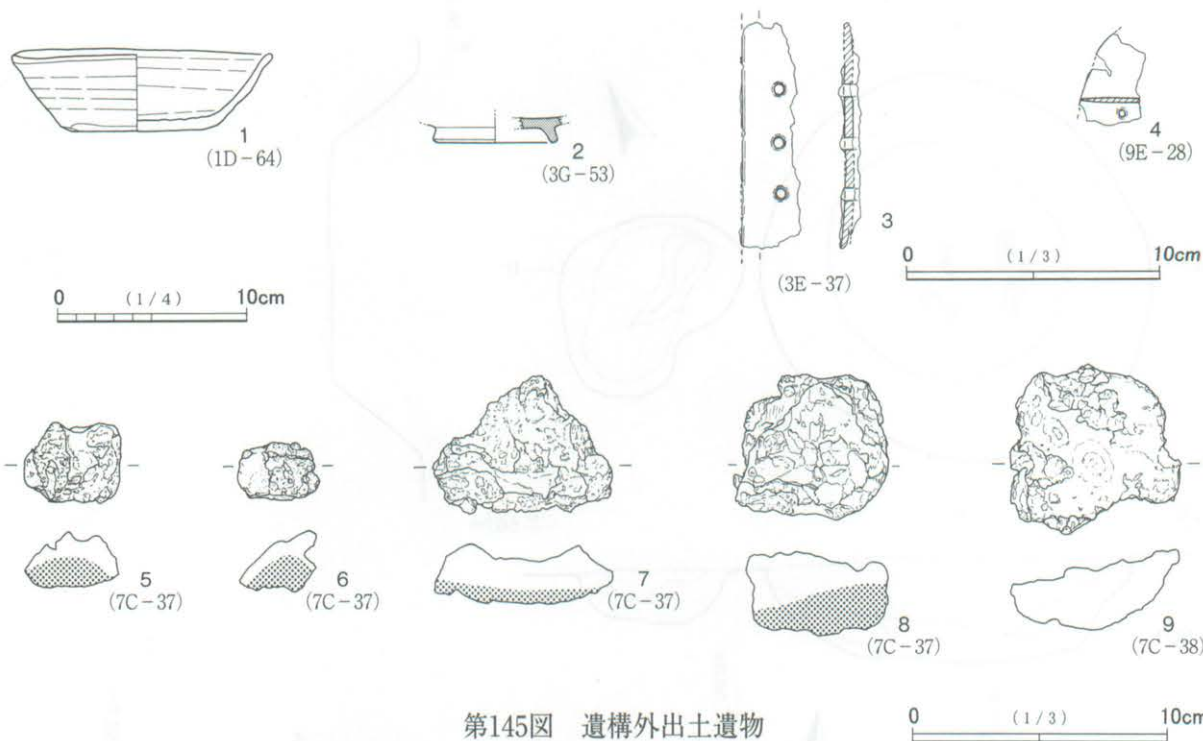 1
(1D-64)
2
(3G-53)
3
(3E-37)
4
(9E-28)
0 (1/4) 10cm
0 (1/3) 10cm
5
(7C-37)
6
(7C-37)
7
(7C-37)
8
(7C-37)
9
(7C-38)
第145図 遺構外出土遺物
0 (1/3) 10cm